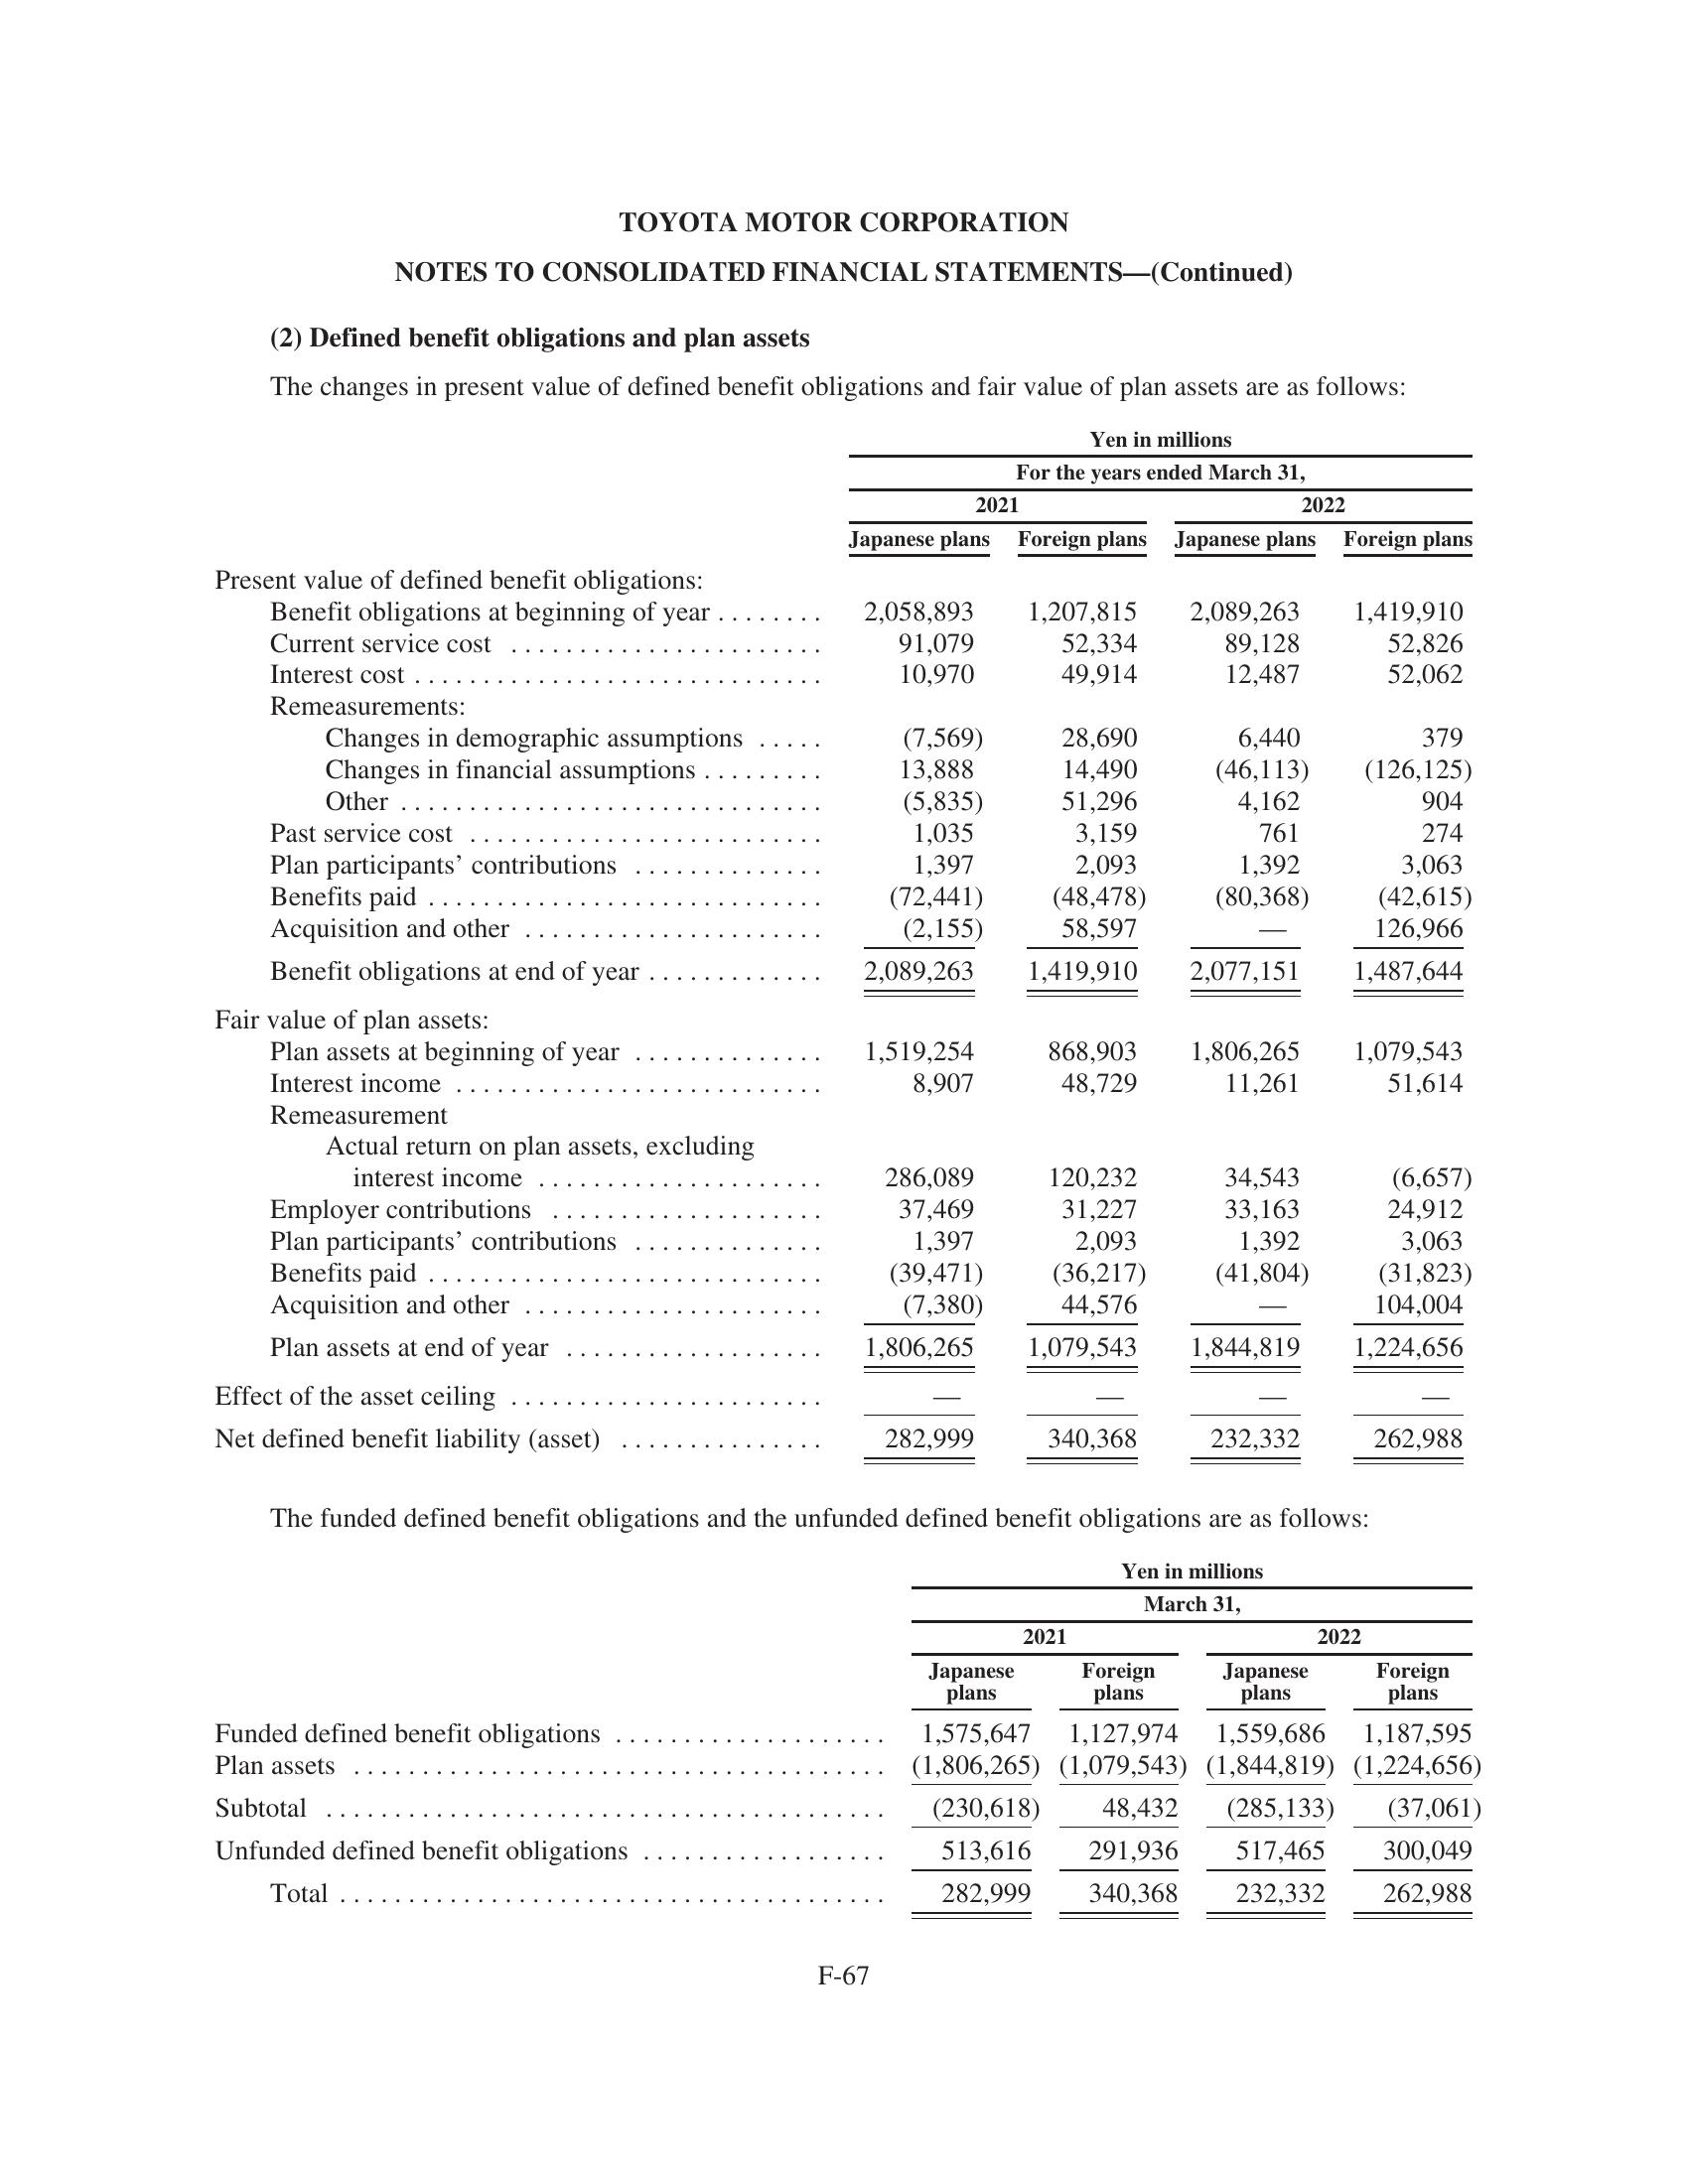 TOYOTA MOTOR CORPORATION
NOTES TO CONSOLIDATED FINANCIAL STATEMENTS—(Continued)
(2) Defined benefit obligations and plan assets
The changes in present value of defined benefit obligations and fair value of plan assets are as follows:
Yen in millions
For the years ended March 31,
2021 2022
Japanese plans Foreign plans Japanese plans Foreign plans
Present value of defined benefit obligations:
Benefit obligations at beginning of year . . . . . . . . 2,058,893 1,207,815 2,089,263 1,419,910
Current service cost . . . . . . . . . . . . . . . . . . . . . . . 91,079 52,334 89,128 52,826
Interest cost . . . . . . . . . . . . . . . . . . . . . . . . . . . . . . 10,970 49,914 12,487 52,062
Remeasurements:
Changes in demographic assumptions . . . . . (7,569) 28,690 6,440 379
Changes in financial assumptions . . . . . . . . . 13,888 14,490 (46,113) (126,125)
Other . . . . . . . . . . . . . . . . . . . . . . . . . . . . . . . (5,835) 51,296 4,162 904
Past service cost . . . . . . . . . . . . . . . . . . . . . . . . . . 1,035 3,159 761 274
Plan participants’ contributions . . . . . . . . . . . . . . 1,397 2,093 1,392 3,063
Benefits paid . . . . . . . . . . . . . . . . . . . . . . . . . . . . . (72,441) (48,478) (80,368) (42,615)
Acquisition and other . . . . . . . . . . . . . . . . . . . . . . (2,155) 58,597 — 126,966
Benefit obligations at end of year . . . . . . . . . . . . . 2,089,263 1,419,910 2,077,151 1,487,644
Fair value of plan assets:
Plan assets at beginning of year . . . . . . . . . . . . . . 1,519,254 868,903 1,806,265 1,079,543
Interest income . . . . . . . . . . . . . . . . . . . . . . . . . . . 8,907 48,729 11,261 51,614
Remeasurement
Actual return on plan assets, excluding
interest income . . . . . . . . . . . . . . . . . . . . . 286,089 120,232 34,543 (6,657)
Employer contributions . . . . . . . . . . . . . . . . . . . . 37,469 31,227 33,163 24,912
Plan participants’ contributions . . . . . . . . . . . . . . 1,397 2,093 1,392 3,063
Benefits paid . . . . . . . . . . . . . . . . . . . . . . . . . . . . . (39,471) (36,217) (41,804) (31,823)
Acquisition and other . . . . . . . . . . . . . . . . . . . . . . (7,380) 44,576 — 104,004
Plan assets at end of year . . . . . . . . . . . . . . . . . . . 1,806,265 1,079,543 1,844,819 1,224,656
Effect of the asset ceiling . . . . . . . . . . . . . . . . . . . . . . . — — — —
Net defined benefit liability (asset) . . . . . . . . . . . . . . . 282,999 340,368 232,332 262,988
The funded defined benefit obligations and the unfunded defined benefit obligations are as follows:
Yen in millions
March 31,
2021 2022
Japanese Foreign Japanese Foreign
plans plans plans plans
Funded defined benefit obligations . . . . . . . . . . . . . . . . . . . . 1,575,647 1,127,974 1,559,686 1,187,595
Plan assets . . . . . . . . . . . . . . . . . . . . . . . . . . . . . . . . . . . . . . . (1,806,265) (1,079,543) (1,844,819) (1,224,656)
Subtotal . . . . . . . . . . . . . . . . . . . . . . . . . . . . . . . . . . . . . . . . . (230,618) 48,432 (285,133) (37,061)
Unfunded defined benefit obligations . . . . . . . . . . . . . . . . . . 513,616 291,936 517,465 300,049
Total . . . . . . . . . . . . . . . . . . . . . . . . . . . . . . . . . . . . . . . . 282,999 340,368 232,332 262,988
F-67